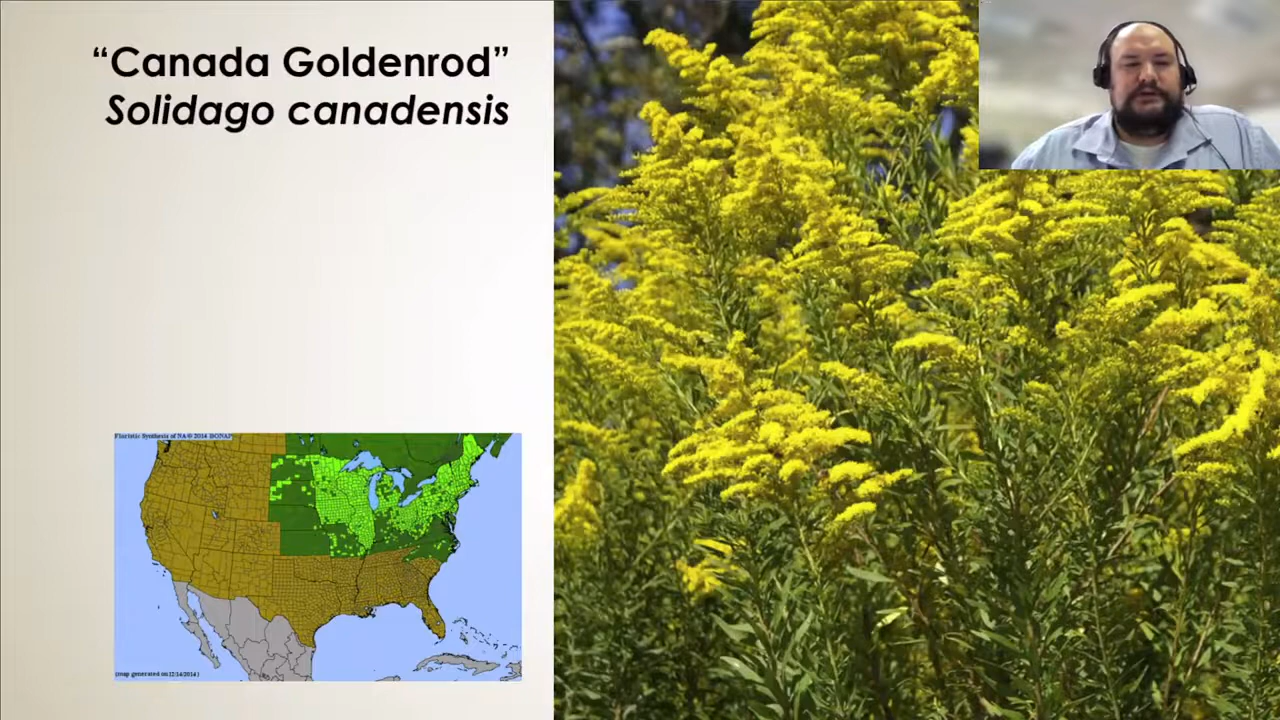 “Canada Goldenrod”
Solidago canadensis
Floristic Synthesis of NA © 2014 BONAP
(map generated on 12/14/2014)